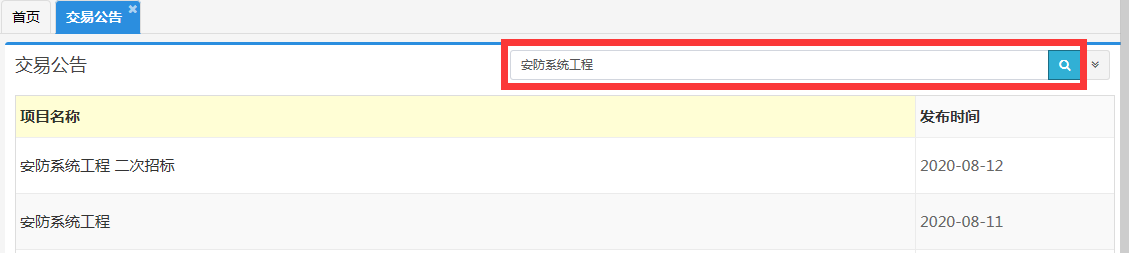 首页 交易公告
交易公告 安防系统工程
项目名称 发布时间
安防系统工程 二次招标 2020-08-12
安防系统工程 2020-08-11